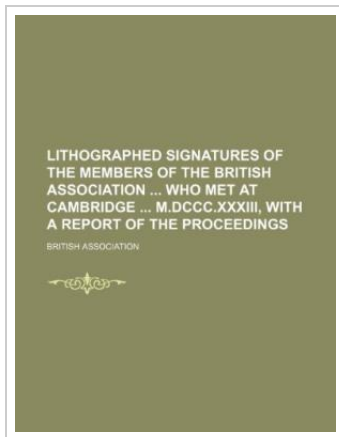 LITHOGRAPHED SIGNATURES OF
THE MEMBERS OF THE BRITISH
ASSOCIATION ... WHO MET AT
CAMBRIDGE ... M.DCCC.XXXIII, WITH
A REPORT OF THE PROCEEDINGS
BRITISH ASSOCIATION